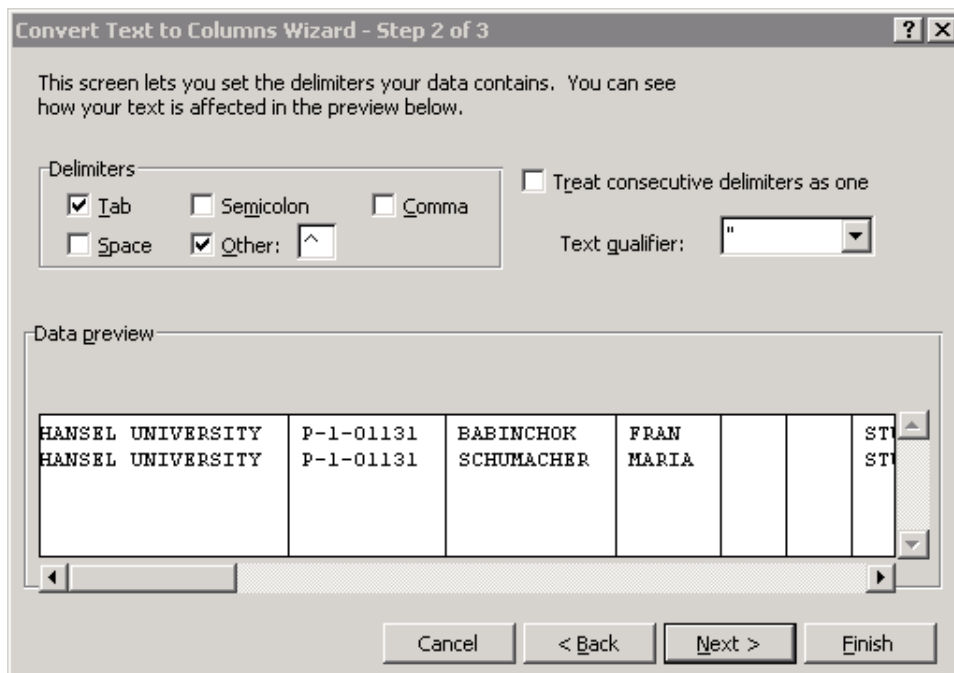 Convert Text to Columns Wizard - Step 2 of 3
This screen lets you set the delimiters your data contains. You can see
how your text is affected in the preview below.
Delimiters
Tab Semicolon Comma
Space Other: ^
Treat consecutive delimiters as one
Text qualifier: "
Data preview
HANSEL UNIVERSITY P-1-01131 BABINCHOK FRAN STU
HANSEL UNIVERSITY P-1-01131 SCHUMACHER MARIA STU
Cancel < Back Next > Finish